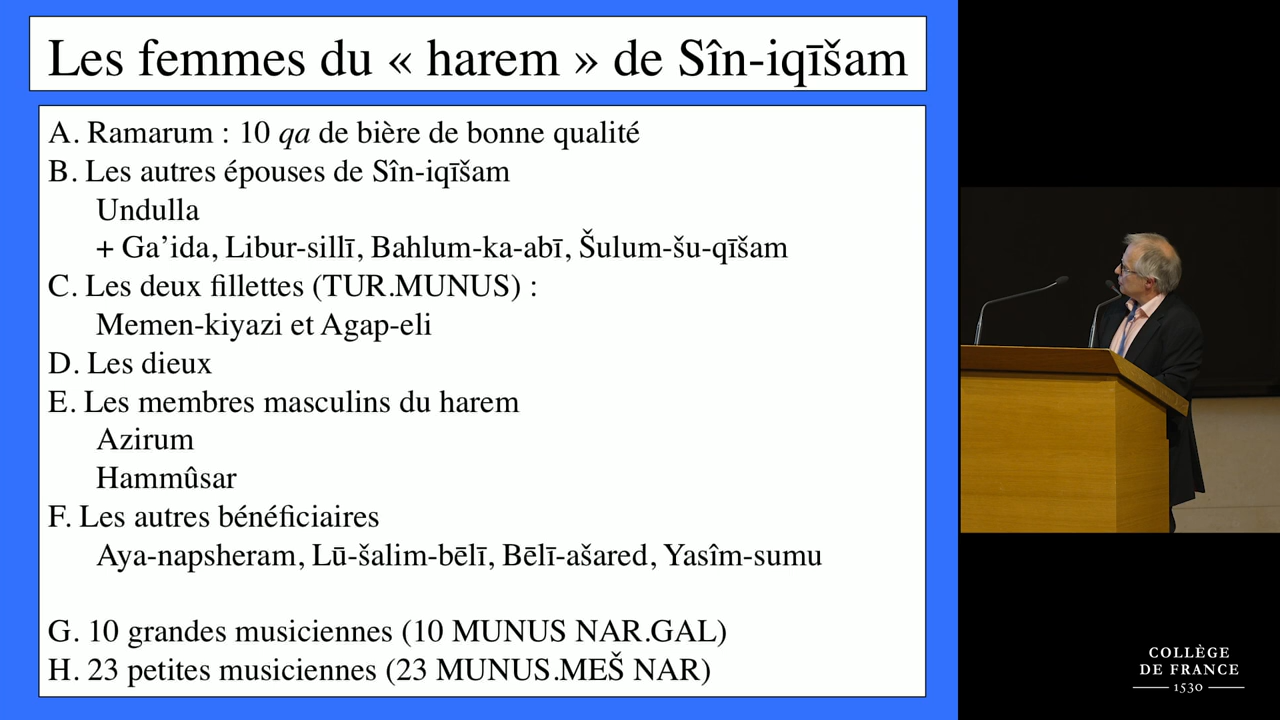 Les femmes du « harem » de Sîn-iqīšam
A. Ramarum : 10 qa de bière de bonne qualité
B. Les autres épouses de Sîn-iqīšam
Undulla
+ Ga’ida, Libur-sillī, Bahlum-ka-abī, Šulum-šu-qīšam
C. Les deux fillettes (TUR.MUNUS) :
Memen-kiyazi et Agap-eli
D. Les dieux
E. Les membres masculins du harem
Azirum
Hammûsar
F. Les autres bénéficiaires
Aya-napsheram, Lū-šalim-bēlī, Bēlī-ašared, Yasîm-sumu
G. 10 grandes musiciennes (10 MUNUS NAR.GAL)
H. 23 petites musiciennes (23 MUNUS.MEŠ NAR)
COLLÈGE
DE FRANCE
1530